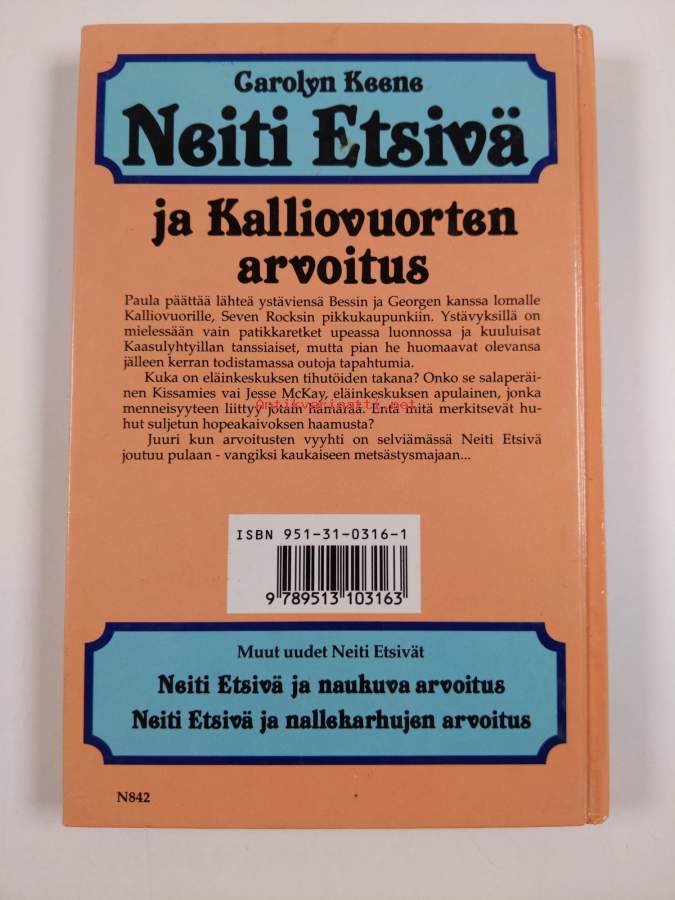 Carolyn Keene
Neiti Etsivä
ja Kalliovuorten
arvoitus
Paula päättää lähteä ystäviensä Bessin ja Georgen kanssa lomalle
Kalliovuorille, Seven Rocksin pikkukaupunkiin. Ystävyksillä on
mielessään vain patikkaretket upeassa luonnossa ja kuuluisat
Kaasulyhtyillan tanssiaiset, mutta pian he huomaavat olevansa
jälleen kerran todistamassa outoja tapahtumia.
Kuka on eläinkeskuksen tihutöiden takana? Onko se salaperäi-
nen Kissamies vai Jesse McKay, eläinkeskuksen apulainen, jonka
menneisyyteen liittyy jotain hämärää. Entä mitä merkitsevät hu-
hut suljetun hopeakaivoksen haamusta?
Juuri kun arvoitusten vyyhti on selviämässä Neiti Etsivä
joutuu pulaan - vangiksi kaukaiseen metsästysmajaan...
Antikvariaatti.net
ISBN 951-31-0316-1
9 789513 103163
Muut uudet Neiti Etsivät
Neiti Etsivä ja naukuva arvoitus
Neiti Etsivä ja nallekarhujen arvoitus
N842